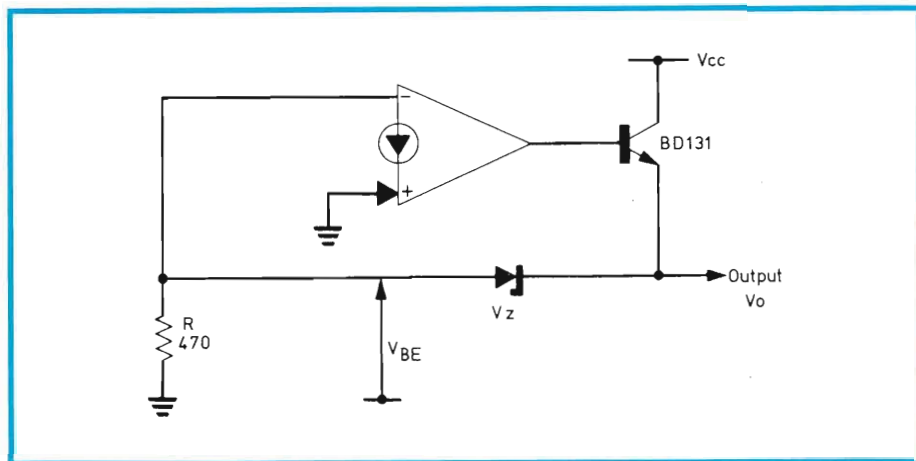 Vcc
−
BD131
+
Output
Vo
Vz
R
470
VBE